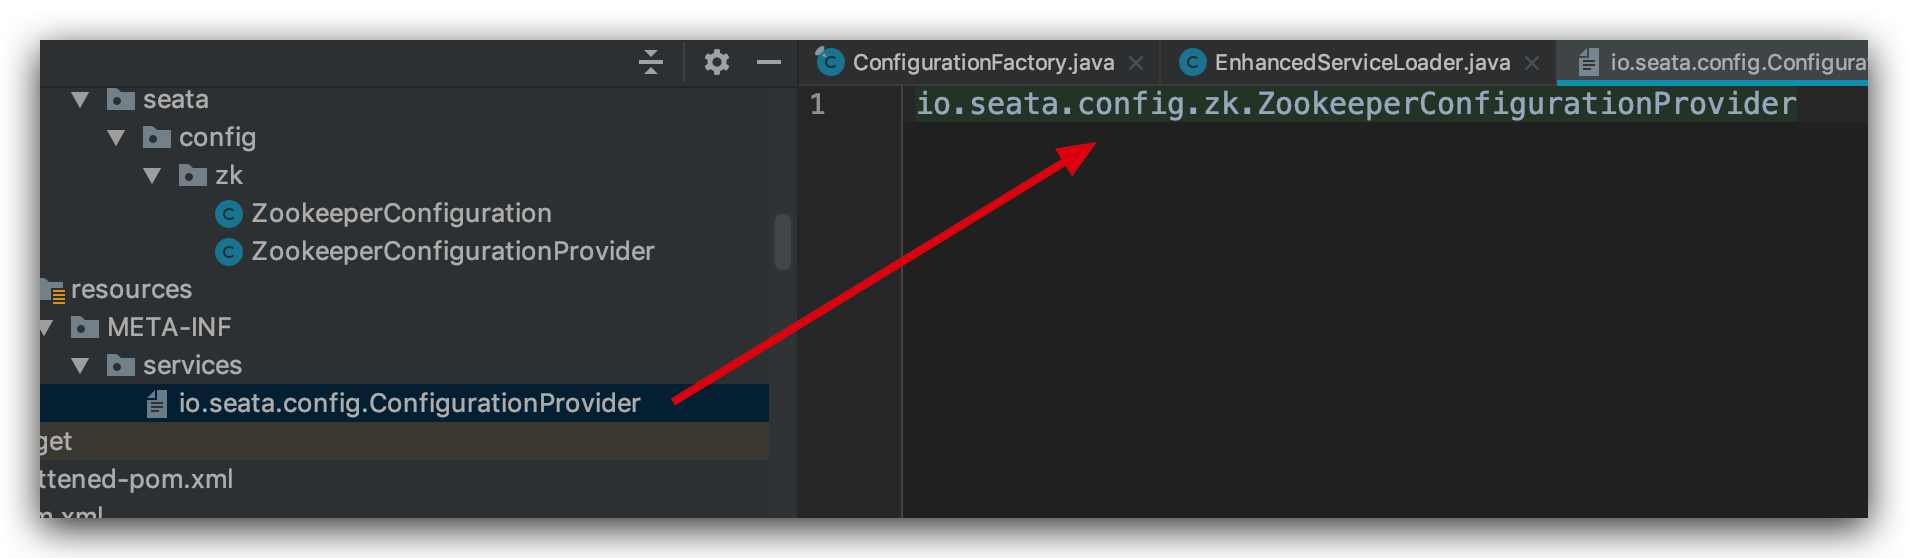 ConfigurationFactory.java
EnhancedServiceLoader.java
io.seata.config.Configura
seata
config
zk
ZookeeperConfiguration
ZookeeperConfigurationProvider
resources
META-INF
services
io.seata.config.ConfigurationProvider
get
ttened-pom.xml
m.xml
1 io.seata.config.zk.ZookeeperConfigurationProvider